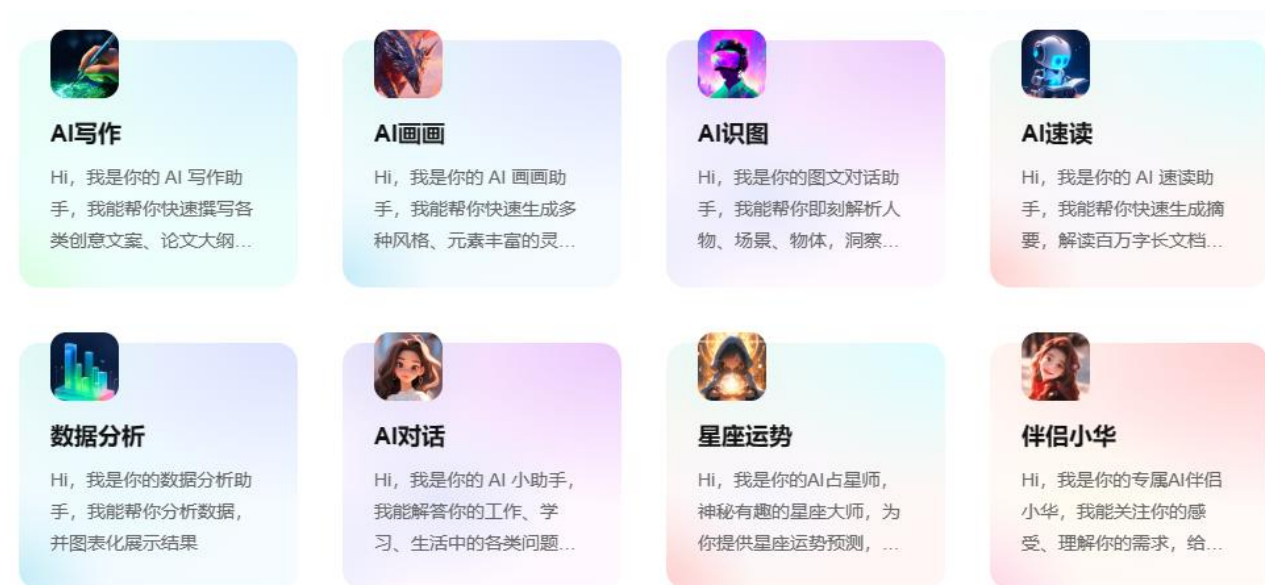 AI写作
Hi，我是你的 AI 写作助
手，我能帮你快速撰写各
类创意文案、论文大纲...
AI画画
Hi，我是你的 AI 画画助
手，我能帮你快速生成多
种风格、元素丰富的灵...
AI识图
Hi，我是你的图文对话助
手，我能帮你即刻解析人
物、场景、物体，洞察...
AI速读
Hi，我是你的 AI 速读助
手，我能帮你快速生成摘
要，解读百万字长文档...
数据分析
Hi，我是你的数据分析助
手，我能帮你分析数据，
并图表化展示结果
AI对话
Hi，我是你的 AI 小助手，
我能解答你的工作、学
习、生活中的各类问题...
星座运势
Hi，我是你的AI占星师，
神秘有趣的星座大师，为
你提供星座运势预测，...
伴侣小华
Hi，我是你的专属AI伴侣
小华，我能关注你的感
受、理解你的需求，给...